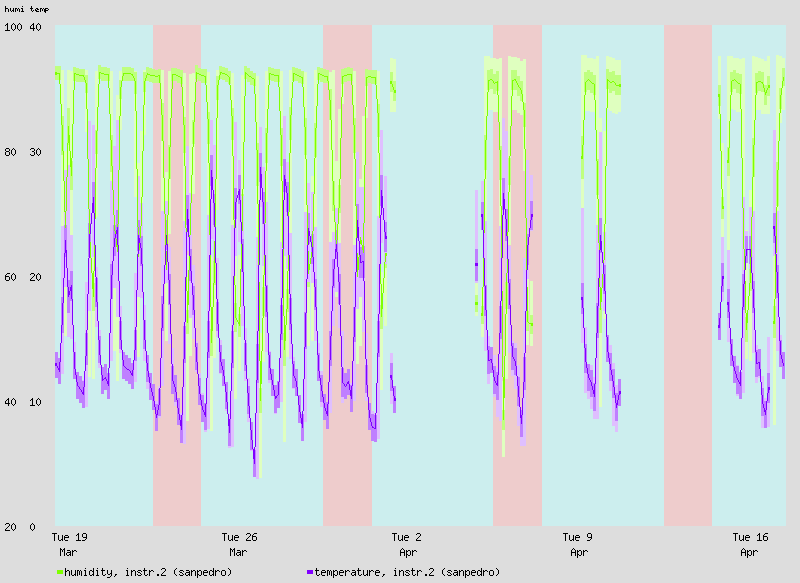 humi temp
100 40
80 30
60 20
40 10
20 0
Tue 19 Tue 26 Tue 2 Tue 9 Tue 16
Mar Mar Apr Apr Apr
humidity, instr.2 (sanpedro) temperature, instr.2 (sanpedro)